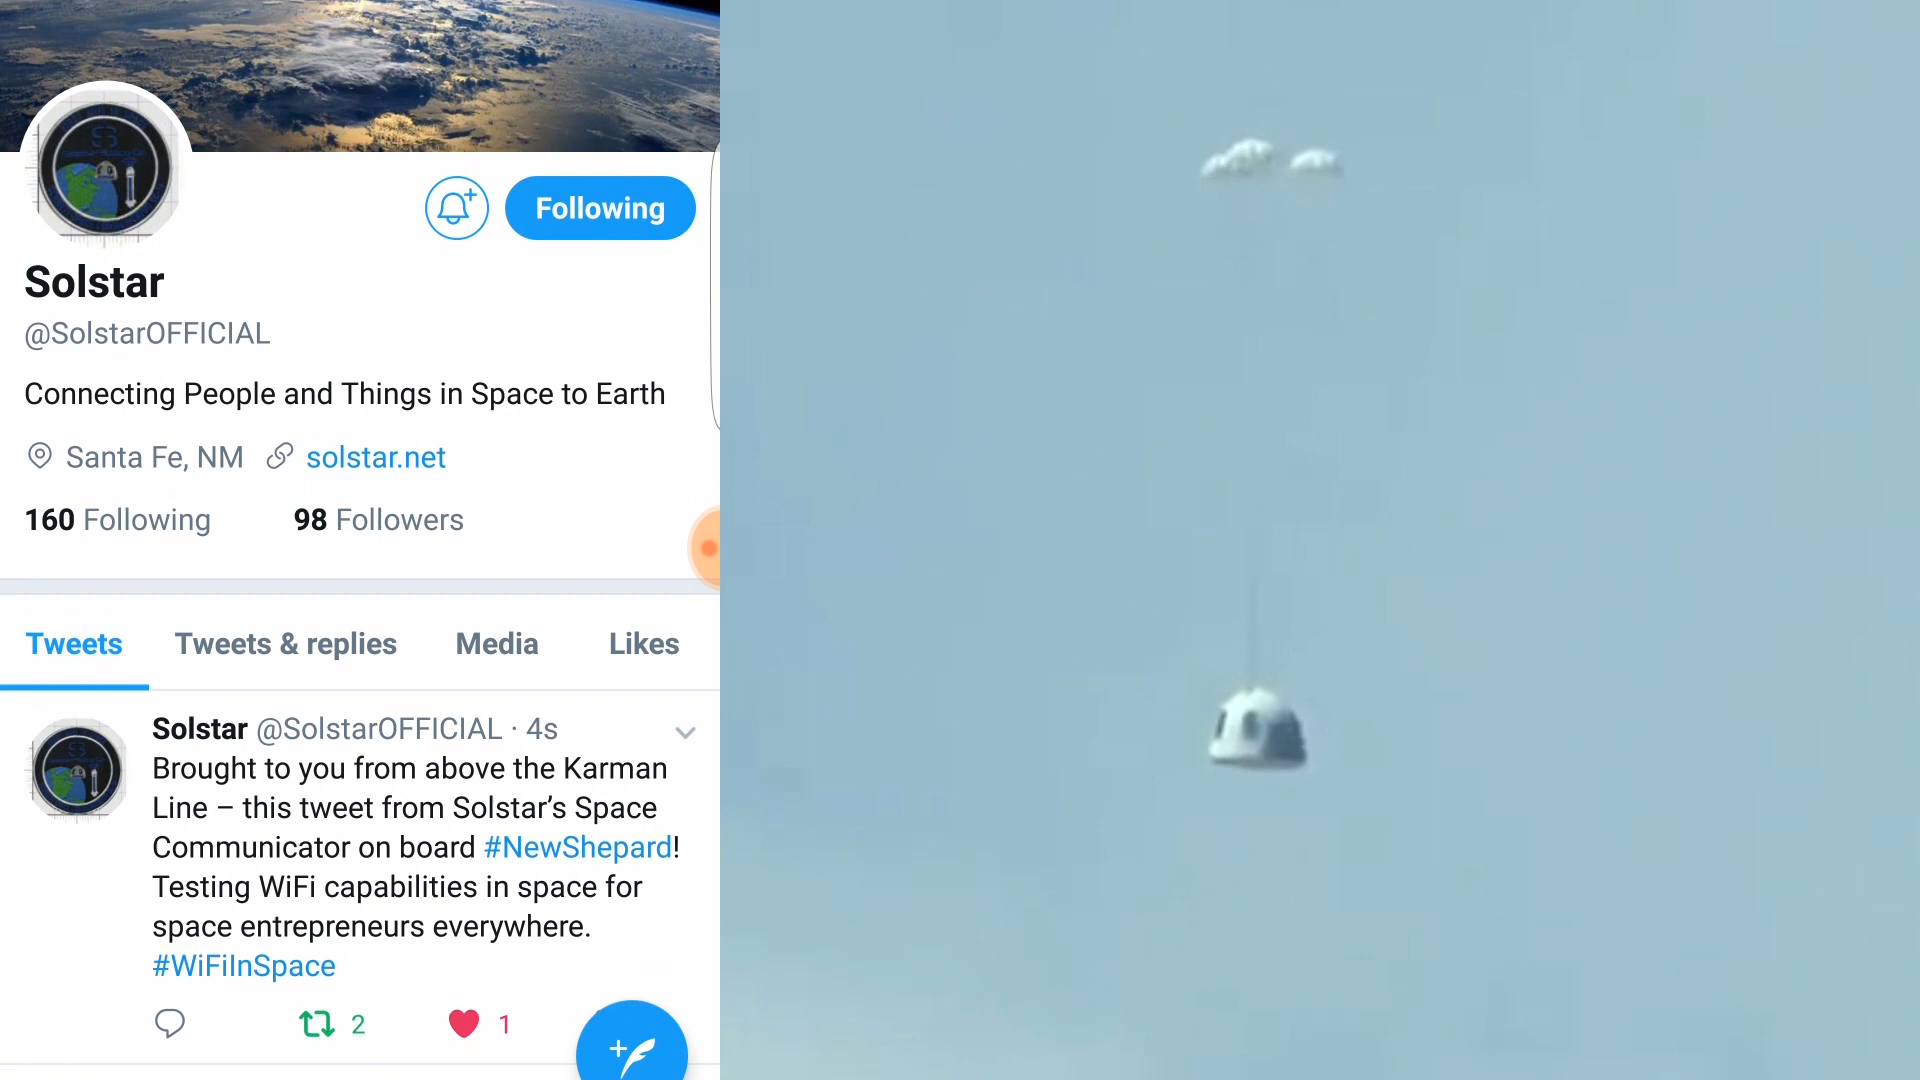 Following
Solstar
@SolstarOFFICIAL
Connecting People and Things in Space to Earth
Santa Fe, NM solstar.net
160 Following 98 Followers
Tweets Tweets & replies Media Likes
Solstar @SolstarOFFICIAL · 4s
Brought to you from above the Karman
Line – this tweet from Solstar’s Space
Communicator on board #NewShepard!
Testing WiFi capabilities in space for
space entrepreneurs everywhere.
#WiFiInSpace
2 1